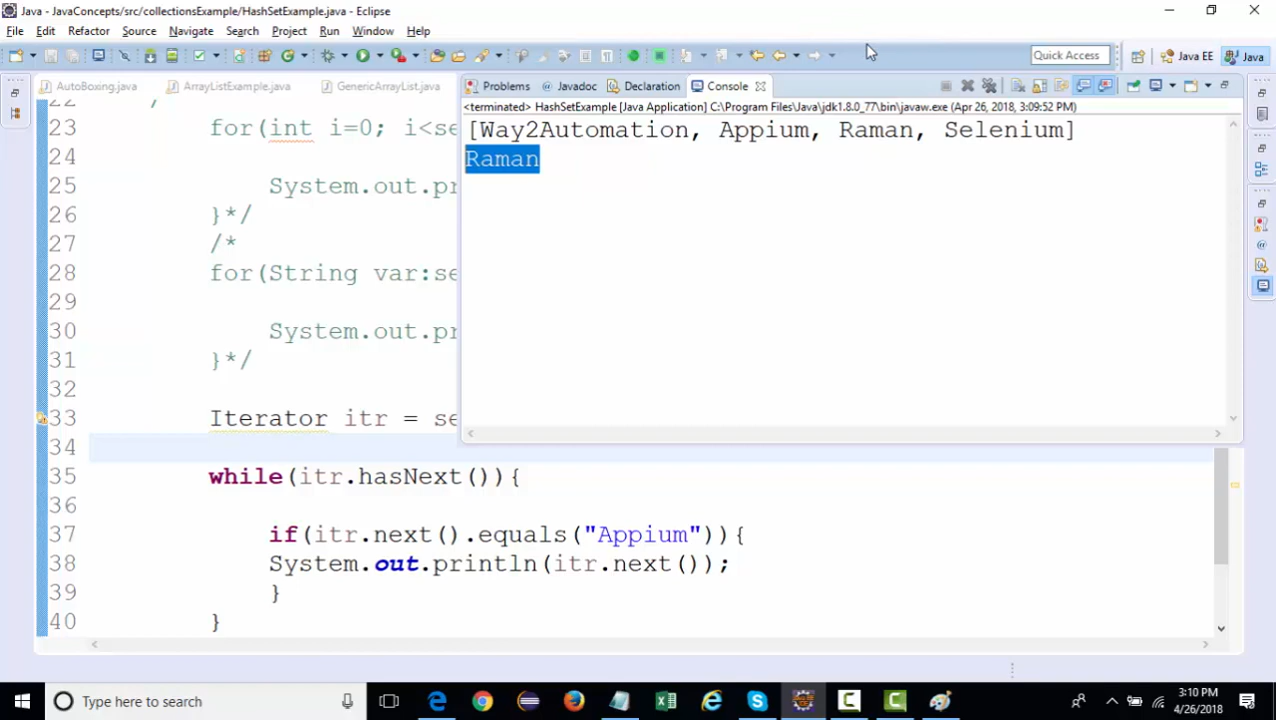 Java - JavaConcepts/src/collectionsExample/HashSetExample.java - Eclipse
File Edit Refactor Source Navigate Search Project Run Window Help
Quick Access Java EE Java
AutoBoxing.java ArrayListExample.java GenericArrayList.java Problems Javadoc Declaration Console
<terminated> HashSetExample [Java Application] C:\Program Files\Java\jdk1.8.0_77\bin\javaw.exe (Apr 26, 2018, 3:09:52 PM)
[Way2Automation, Appium, Raman, Selenium]
Raman
22
23 for(int i=0; i<se
24
25 System.out.pr
26 }*/
27 /*
28 for(String var:se
29
30 System.out.pr
31 }*/
32
33 Iterator itr = se
34
35 while(itr.hasNext()){
36
37 if(itr.next().equals("Appium")){
38 System.out.println(itr.next());
39 }
40 }
Type here to search
3:10 PM
4/26/2018